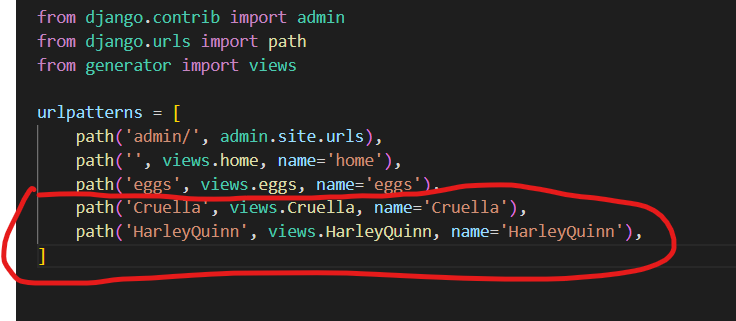 from django.contrib import admin
from django.urls import path
from generator import views
urlpatterns = [
path('admin/', admin.site.urls),
path('', views.home, name='home'),
path('eggs', views.eggs, name='eggs'),
path('Cruella', views.Cruella, name='Cruella'),
path('HarleyQuinn', views.HarleyQuinn, name='HarleyQuinn'),
]